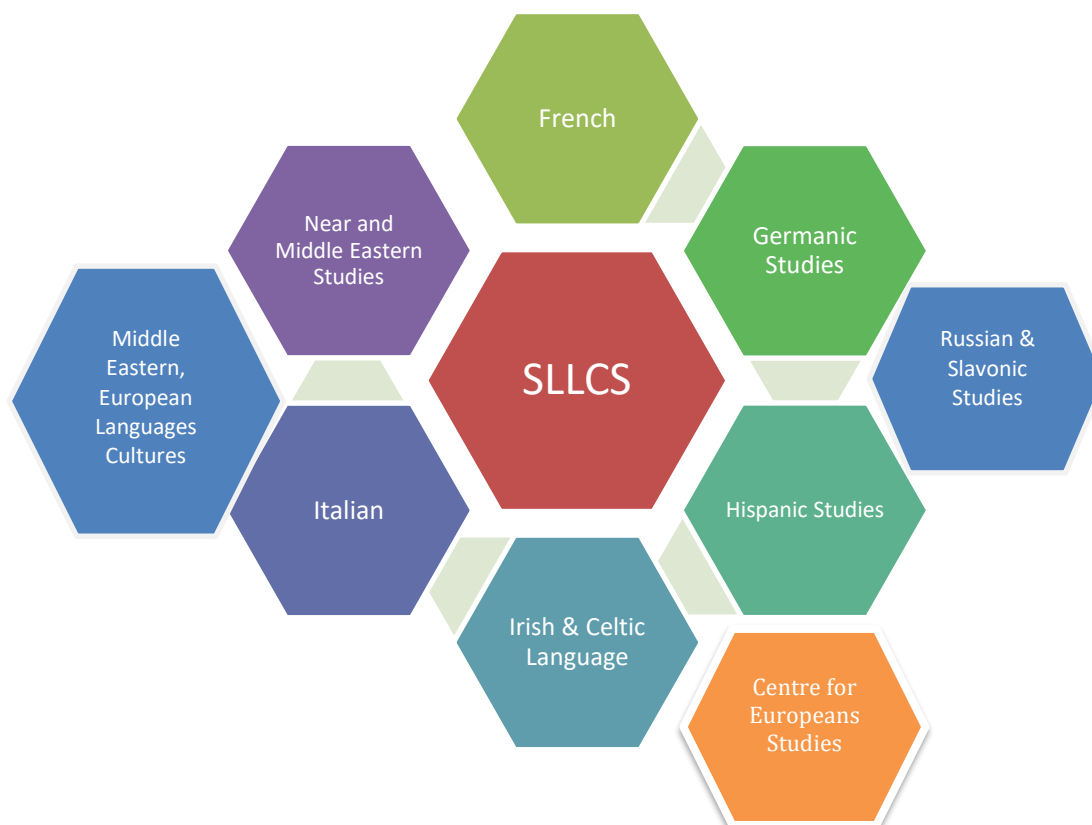 French
Near and
Middle Eastern
Studies
Germanic
Studies
Middle
Eastern,
European
Languages
Cultures
SLLCS
Russian &
Slavonic
Studies
Italian
Hispanic Studies
Irish & Celtic
Language
Centre for
Europeans
Studies